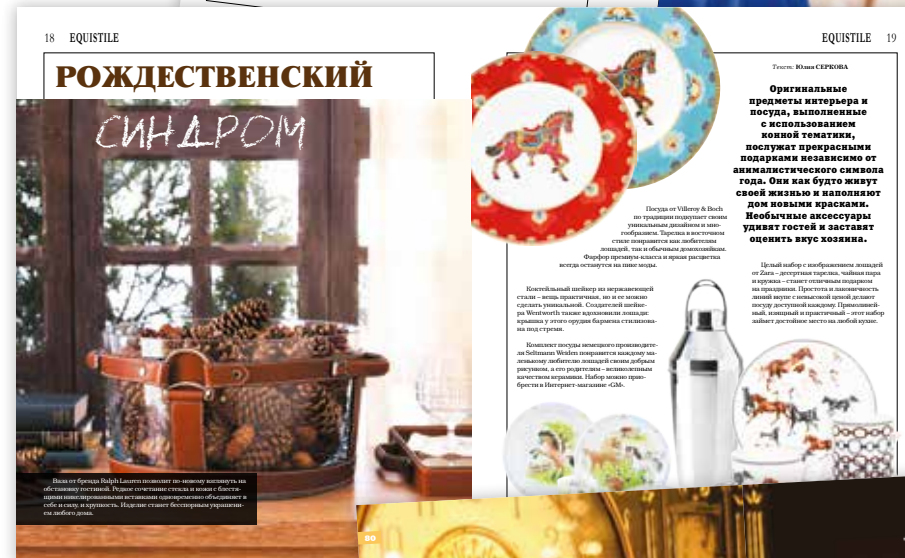 18 EQUISTILE
РОЖДЕСТВЕНСКИЙ
СИНДРОМ
Ваза от бренда Ralph Lauren позволит по-новому взглянуть на
обстановку гостиной. Редкое сочетание стекла и кожи с блестя-
щими никелированными вставками одновременно объединяет в
себе и силу, и хрупкость. Изделие станет бесспорным украшени-
ем любого дома.
EQUISTILE 19
Текст: Юлия СЕРКОВА
Оригинальные
предметы интерьера и
посуда, выполненные
с использованием
конной тематики,
послужат прекрасными
подарками независимо от
анималистического символа
года. Они как будто живут
своей жизнью и наполняют
дом новыми красками.
Необычные аксессуары
удивят гостей и заставят
оценить вкус хозяина.
Посуда от Villeroy & Boch
по традиции подкупает своим
уникальным дизайном и мно-
гообразием. Тарелка в восточном
стиле понравится как любителям
лошадей, так и обычным домохозяйкам.
Фарфор премиум-класса и яркая расцветка
всегда останутся на пике моды.
Коктейльный шейкер из нержавеющей
стали – вещь практичная, но и ее можно
сделать уникальной. Создателей шейке-
ра Wentworth также вдохновили лошади:
крышка у этого орудия бармена стилизова-
на под стремя.
Комплект посуды немецкого производите-
ля Seltmann Weiden понравится каждому ма-
ленькому любителю лошадей своим добрым
рисунком, а его родителям – великолепным
качеством керамики. Набор можно прио-
брести в Интернет-магазине «GM».
Целый набор с изображением лошадей
от Zara – десертная тарелка, чайная пара
и кружка – станет отличным подарком
на праздники. Простота и лаконичность
линий вкупе с невысокой ценой делают
посуду доступной каждому. Прямолиней-
ный, изящный и практичный – этот набор
займет достойное место на любой кухне.
80